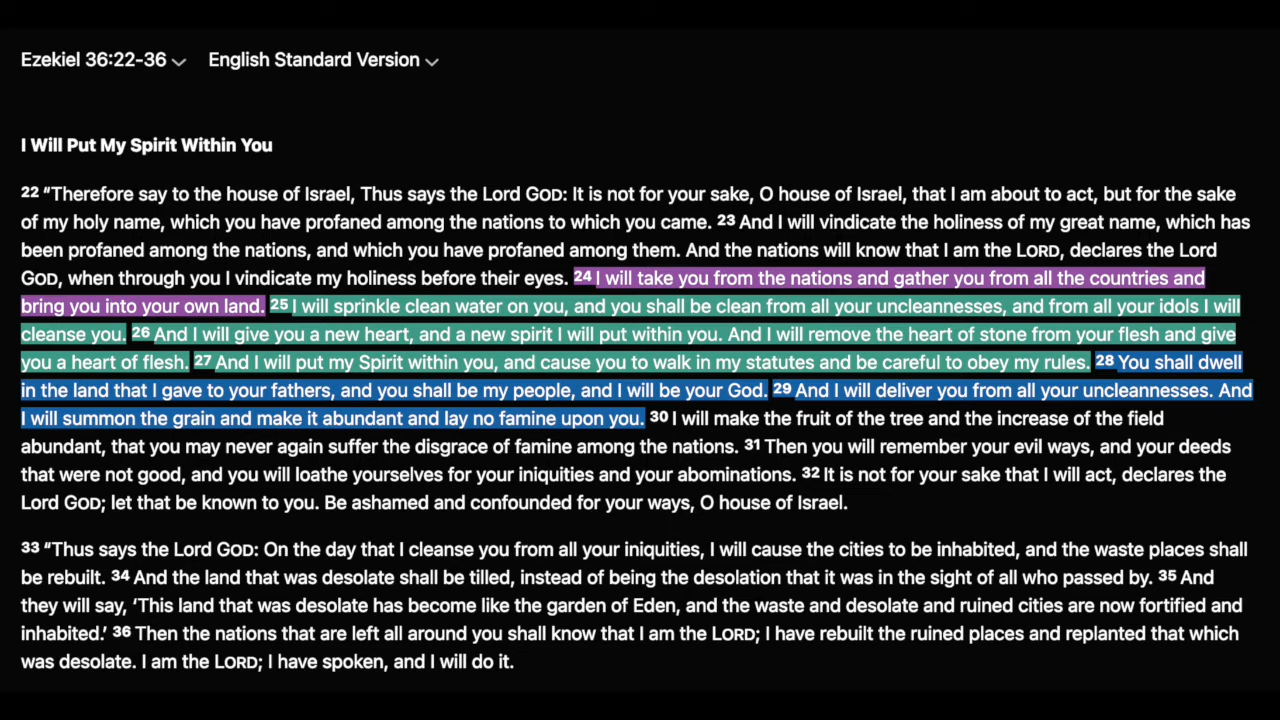 Ezekiel 36:22-36 English Standard Version
I Will Put My Spirit Within You
22 “Therefore say to the house of Israel, Thus says the Lord GOD: It is not for your sake, O house of Israel, that I am about to act, but for the sake
of my holy name, which you have profaned among the nations to which you came. 23 And I will vindicate the holiness of my great name, which has
been profaned among the nations, and which you have profaned among them. And the nations will know that I am the LORD, declares the Lord
GOD, when through you I vindicate my holiness before their eyes. 24 I will take you from the nations and gather you from all the countries and
bring you into your own land. 25 I will sprinkle clean water on you, and you shall be clean from all your uncleannesses, and from all your idols I will
cleanse you. 26 And I will give you a new heart, and a new spirit I will put within you. And I will remove the heart of stone from your flesh and give
you a heart of flesh. 27 And I will put my Spirit within you, and cause you to walk in my statutes and be careful to obey my rules. 28 You shall dwell
in the land that I gave to your fathers, and you shall be my people, and I will be your God. 29 And I will deliver you from all your uncleannesses. And
I will summon the grain and make it abundant and lay no famine upon you. 30 I will make the fruit of the tree and the increase of the field
abundant, that you may never again suffer the disgrace of famine among the nations. 31 Then you will remember your evil ways, and your deeds
that were not good, and you will loathe yourselves for your iniquities and your abominations. 32 It is not for your sake that I will act, declares the
Lord GOD; let that be known to you. Be ashamed and confounded for your ways, O house of Israel.
33 “Thus says the Lord GOD: On the day that I cleanse you from all your iniquities, I will cause the cities to be inhabited, and the waste places shall
be rebuilt. 34 And the land that was desolate shall be tilled, instead of being the desolation that it was in the sight of all who passed by. 35 And
they will say, ‘This land that was desolate has become like the garden of Eden, and the waste and desolate and ruined cities are now fortified and
inhabited.’ 36 Then the nations that are left all around you shall know that I am the LORD; I have rebuilt the ruined places and replanted that which
was desolate. I am the LORD; I have spoken, and I will do it.